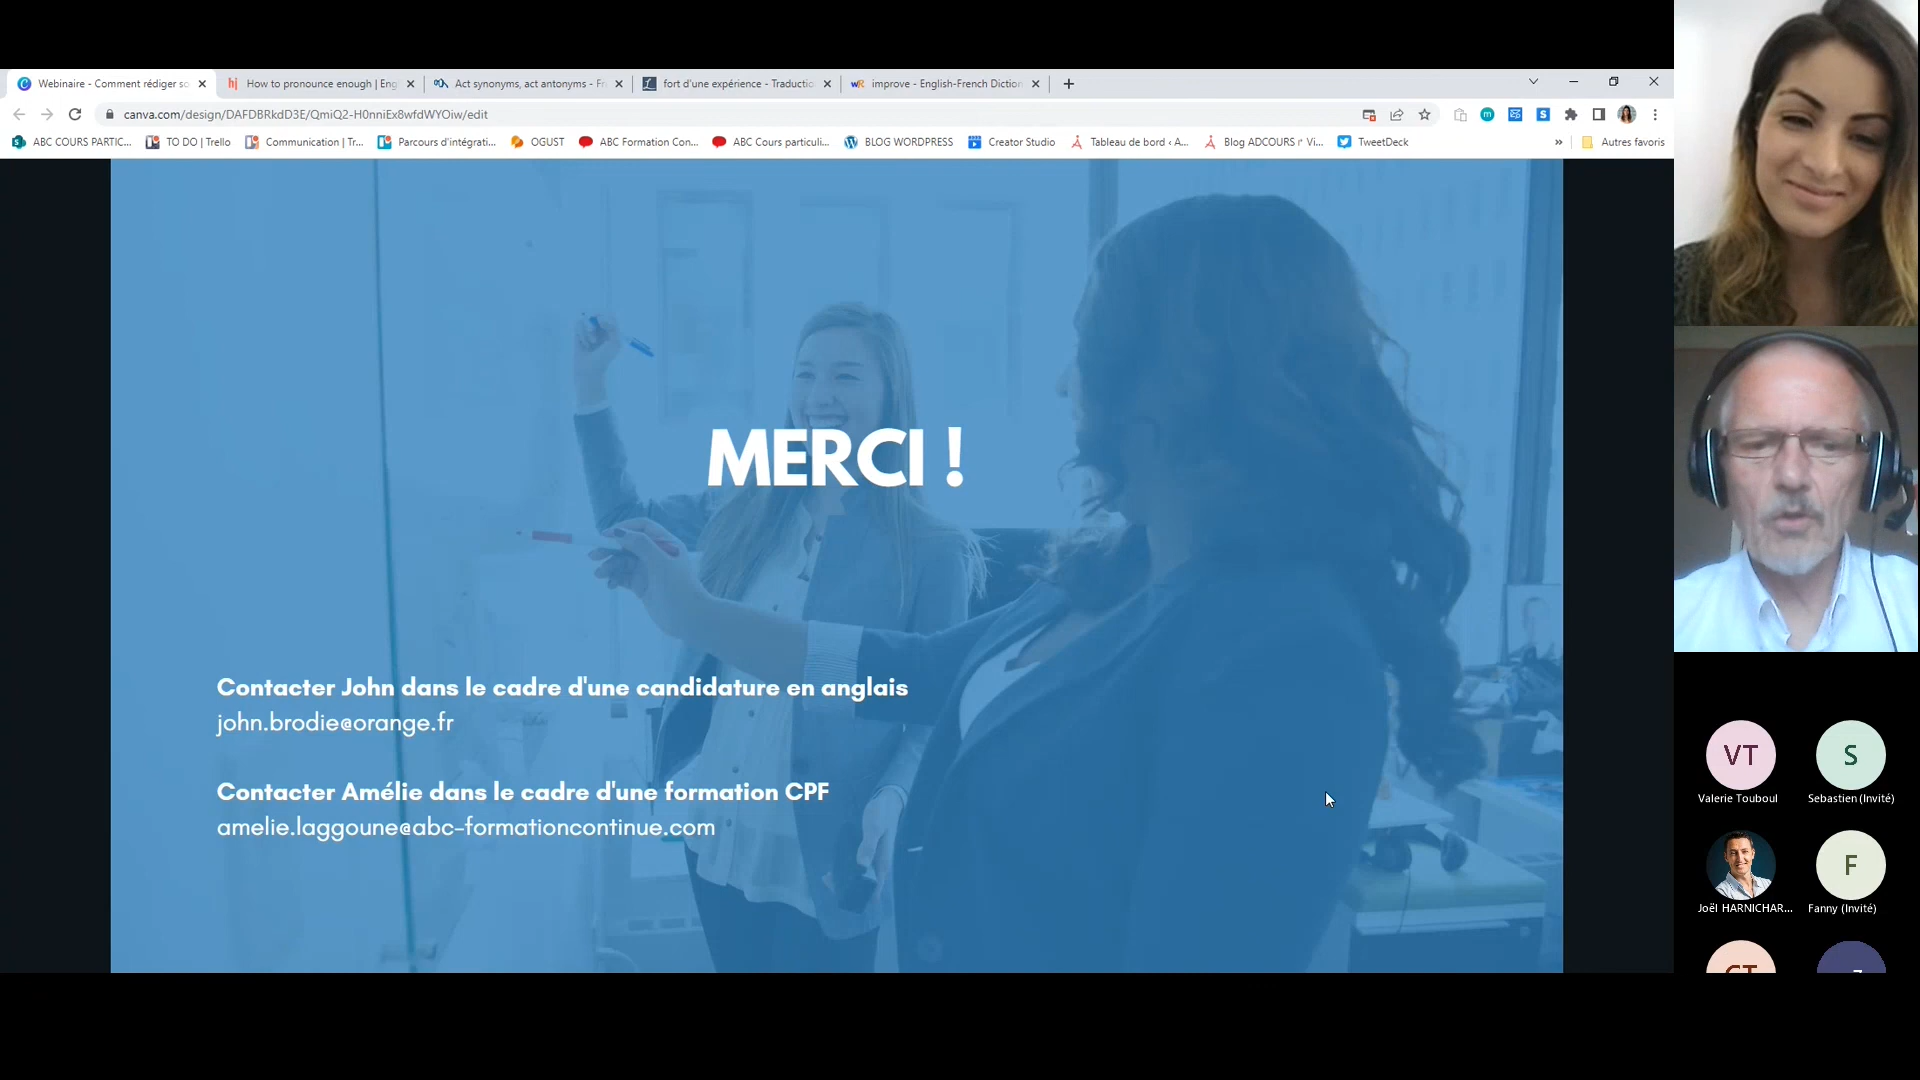 Webinaire - Comment rédiger so
How to pronounce enough | Eng
Act synonyms, act antonyms - Fr
fort d'une expérience - Traductio
improve - English-French Diction
canva.com/design/DAFDBRkdD3E/QmiQ2-H0nniEx8wfdWYOiw/edit
ABC COURS PARTIC...
TO DO | Trello
Communication | Tr...
Parcours d'intégrati...
OGUST
ABC Formation Con...
ABC Cours particuli...
BLOG WORDPRESS
Creator Studio
Tableau de bord ‹ A...
Blog ADCOURS
Vi...
TweetDeck
»
Autres favoris
MERCI !
Contacter John dans le cadre d'une candidature en anglais
john.brodie@orange.fr
Contacter Amélie dans le cadre d'une formation CPF
amelie.laggoune@abc-formationcontinue.com
VT
S
Valerie Touboul
Sebastien (Invité)
F
Joël HARNICHAR...
Fanny (Invité)